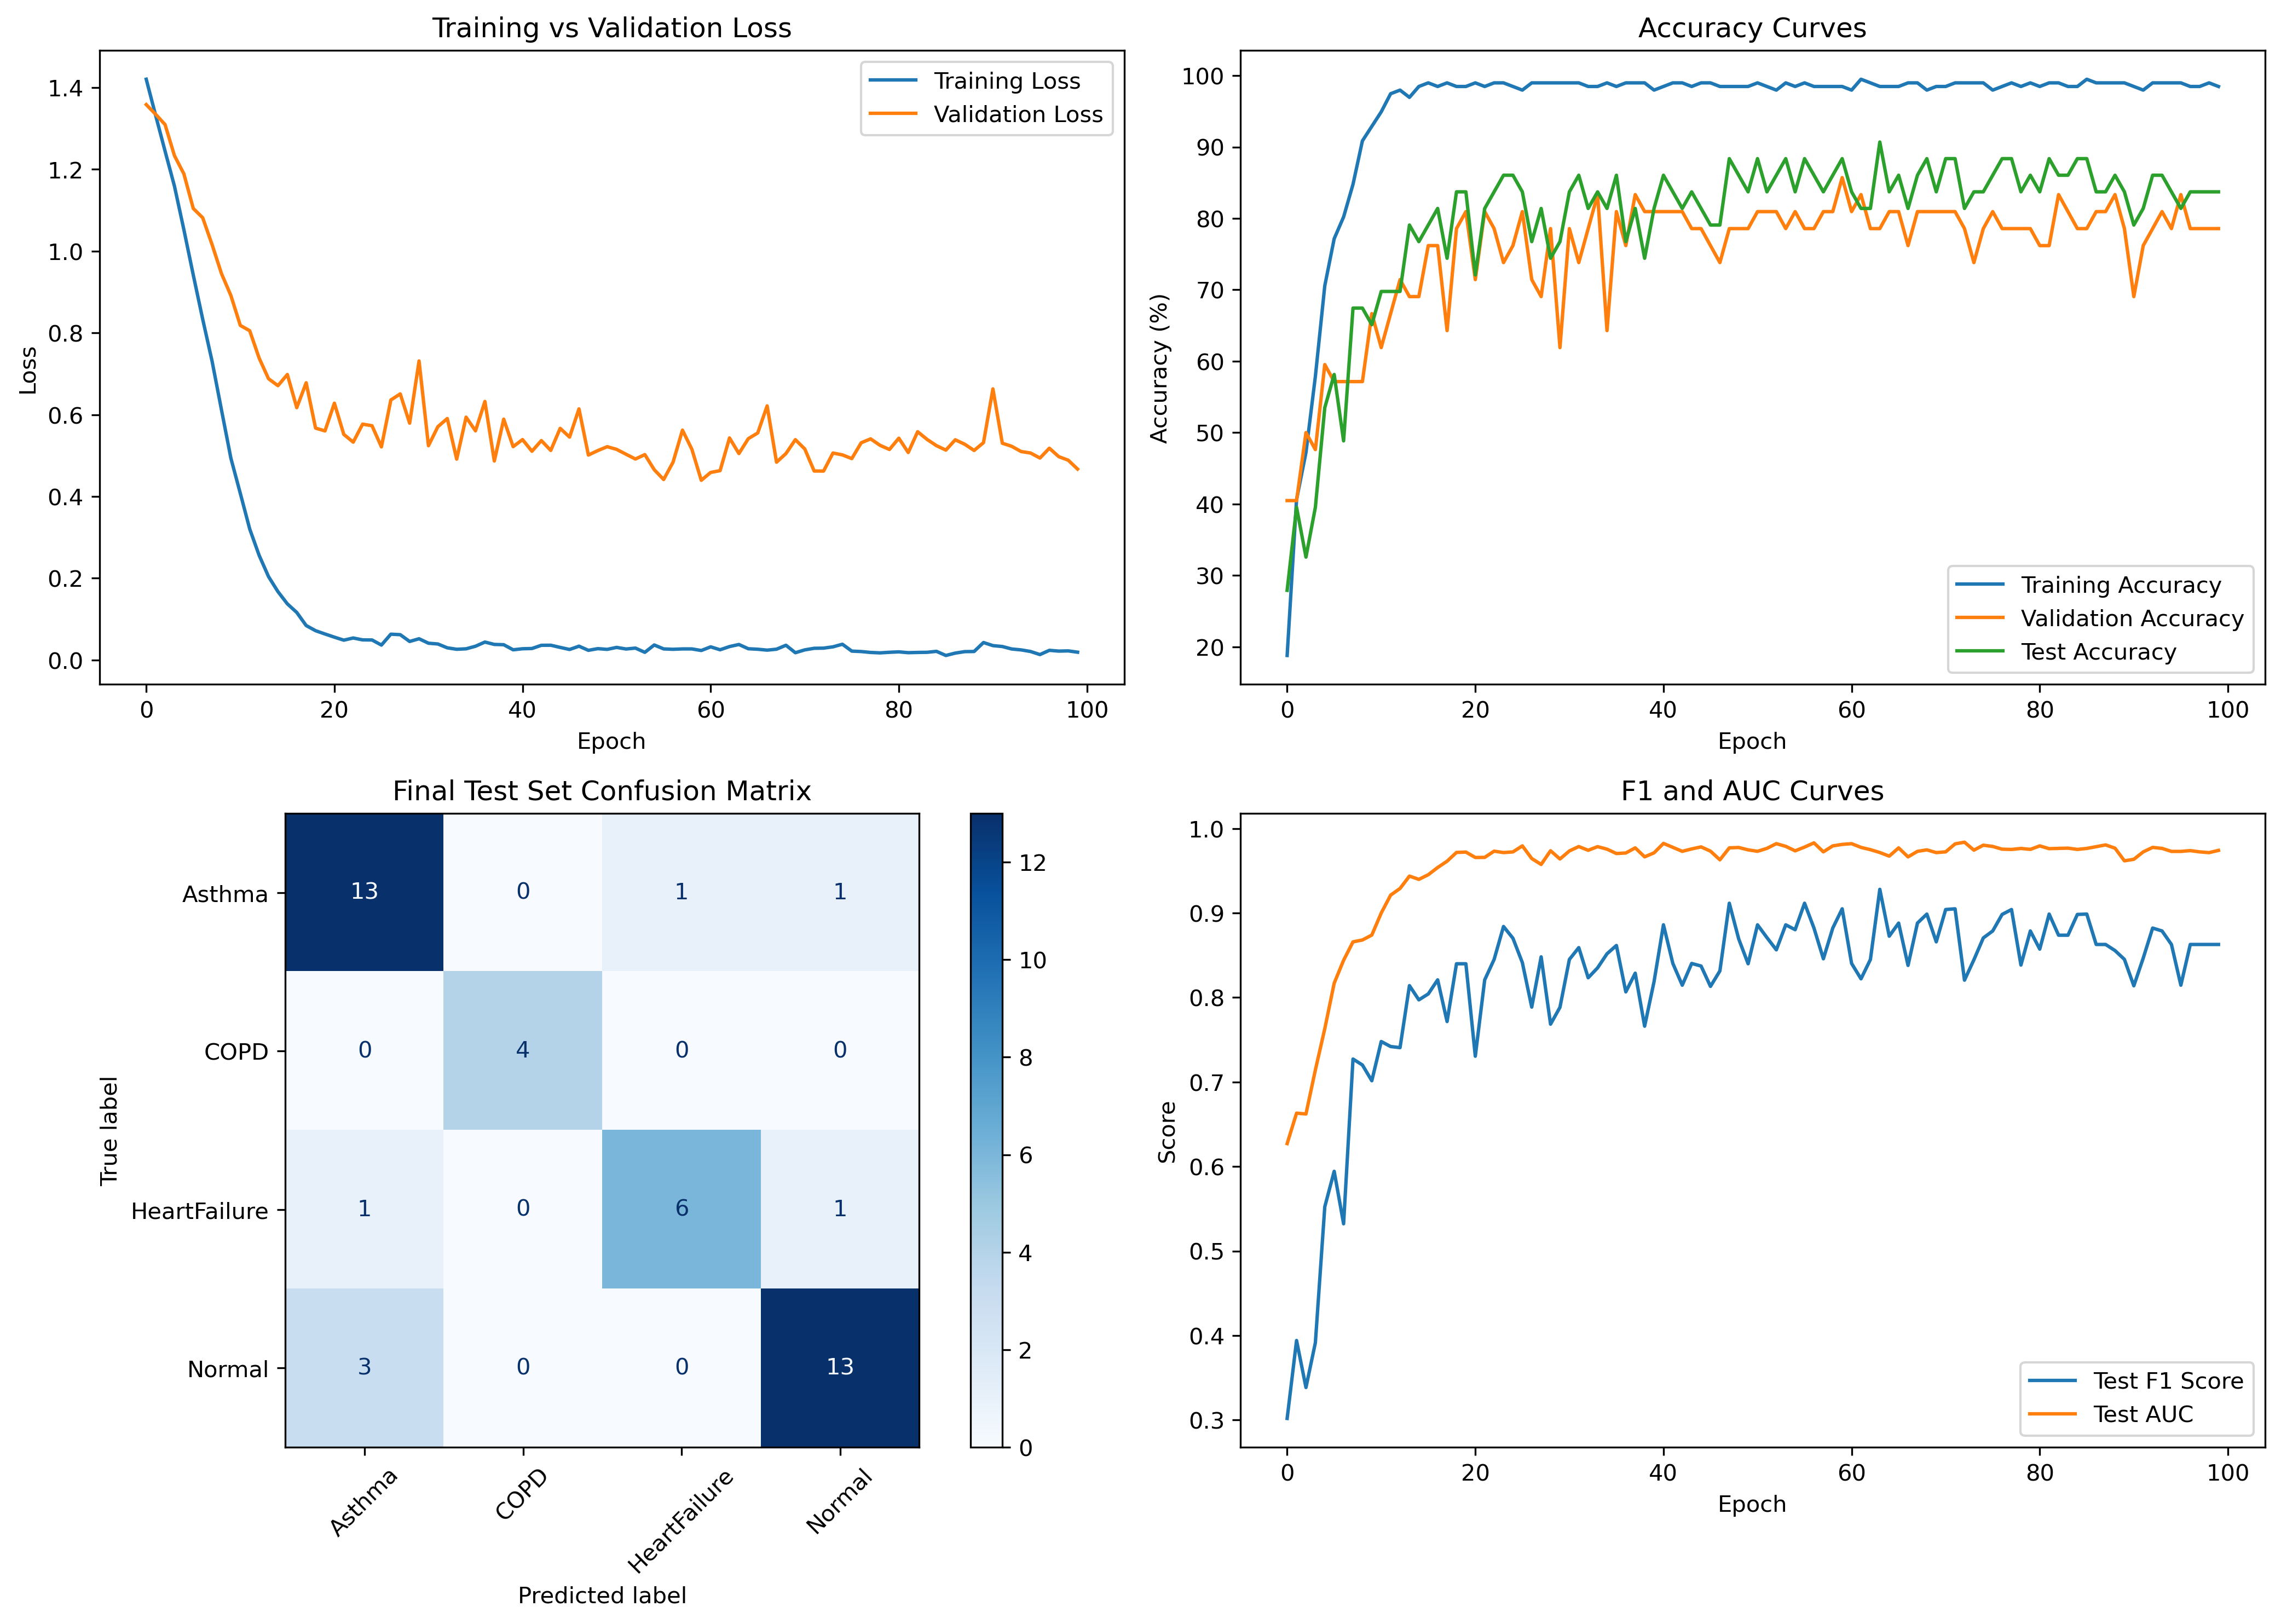 Training vs Validation Loss
1.4
1.2
1.0
0.8
0.6
0.4
0.2
0.0
Loss
0 20 40 60 80 100
Epoch
Training Loss
Validation Loss
Accuracy Curves
100
90
80
70
60
50
40
30
20
Accuracy (%)
0 20 40 60 80 100
Epoch
Training Accuracy
Validation Accuracy
Test Accuracy
Final Test Set Confusion Matrix
True label
Asthma 13 0 1 1
COPD 0 4 0 0
HeartFailure 1 0 6 1
Normal 3 0 0 13
Asthma COPD HeartFailure Normal
Predicted label
12
10
8
6
4
2
0
F1 and AUC Curves
1.0
0.9
0.8
0.7
0.6
0.5
0.4
0.3
Score
0 20 40 60 80 100
Epoch
Test F1 Score
Test AUC